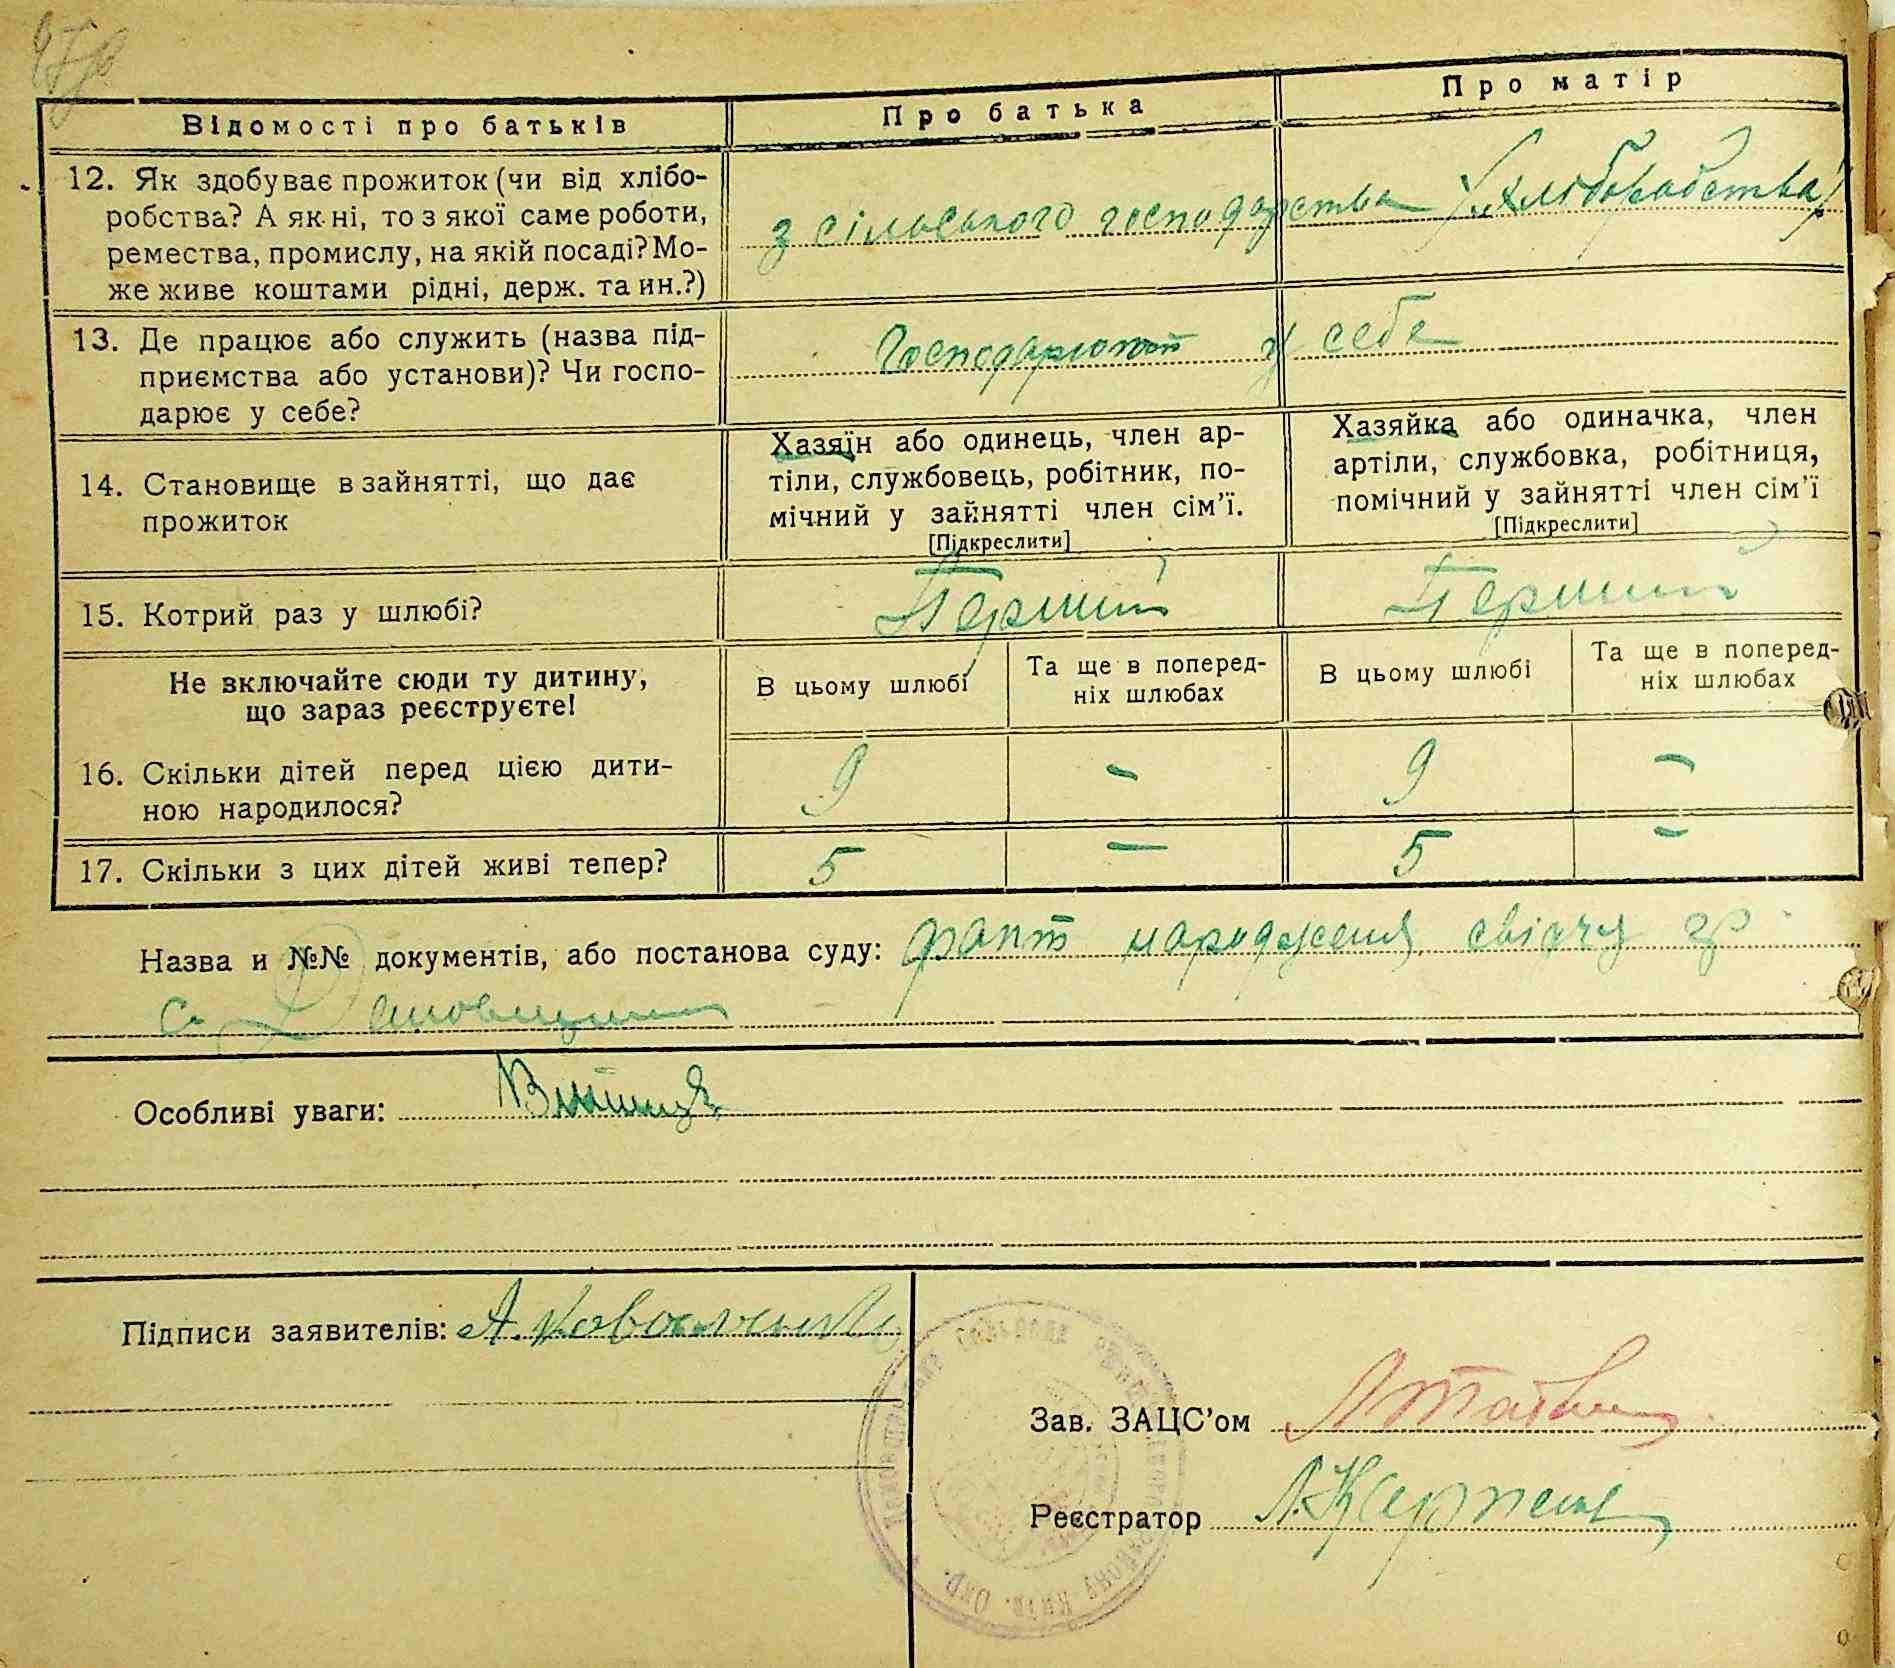 Відомості про батьків
Про батька
Про матір
12. Як здобуває прожиток (чи від хлібо-
робства? А як ні, то з якої саме роботи,
ремества, промислу, на якій посаді? Мо-
же живе коштами рідні, держ. та ин.?)
з сільського господарства (хлібороб­ства)
13. Де працює або служить (назва під-
приємства або установи)? Чи госпо-
дарює у себе?
Господарюють у себе
14. Становище в зайнятті, що дає
прожиток
Хазяїн або одинець, член ар-
тіли, службовець, робітник, по-
мічний у зайнятті член сім'ї.
[Підкреслити]
Хазяйка або одиначка, член
артіли, службовка, робітниця,
помічний у зайнятті член сім'ї
[Підкреслити]
15. Котрий раз у шлюбі?
Перший
Перший
Не включайте сюди ту дитину,
що зараз реєструєте!
В цьому шлюбі
Та ще в поперед-
ніх шлюбах
В цьому шлюбі
Та ще в поперед-
ніх шлюбах
16. Скільки дітей перед цією дити-
ною народилося?
9 - 9 -
17. Скільки з цих дітей живі тепер?
5 - 5 -
Назва и №№ документів, або постанова суду: факт народження свідчя гр
с.
Особливі уваги:
Підписи заявителів: А.
Зав. ЗАЦС'ом
Реєстратор